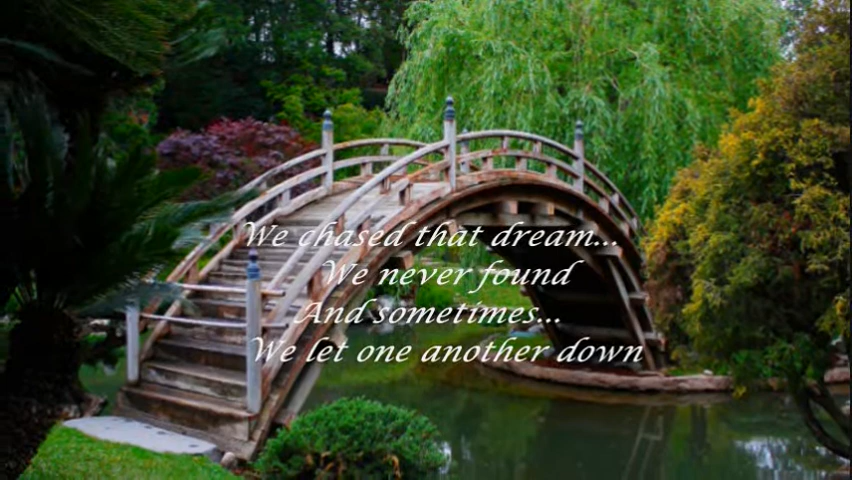 We chased that dream...
We never found
And sometimes...
We let one another down